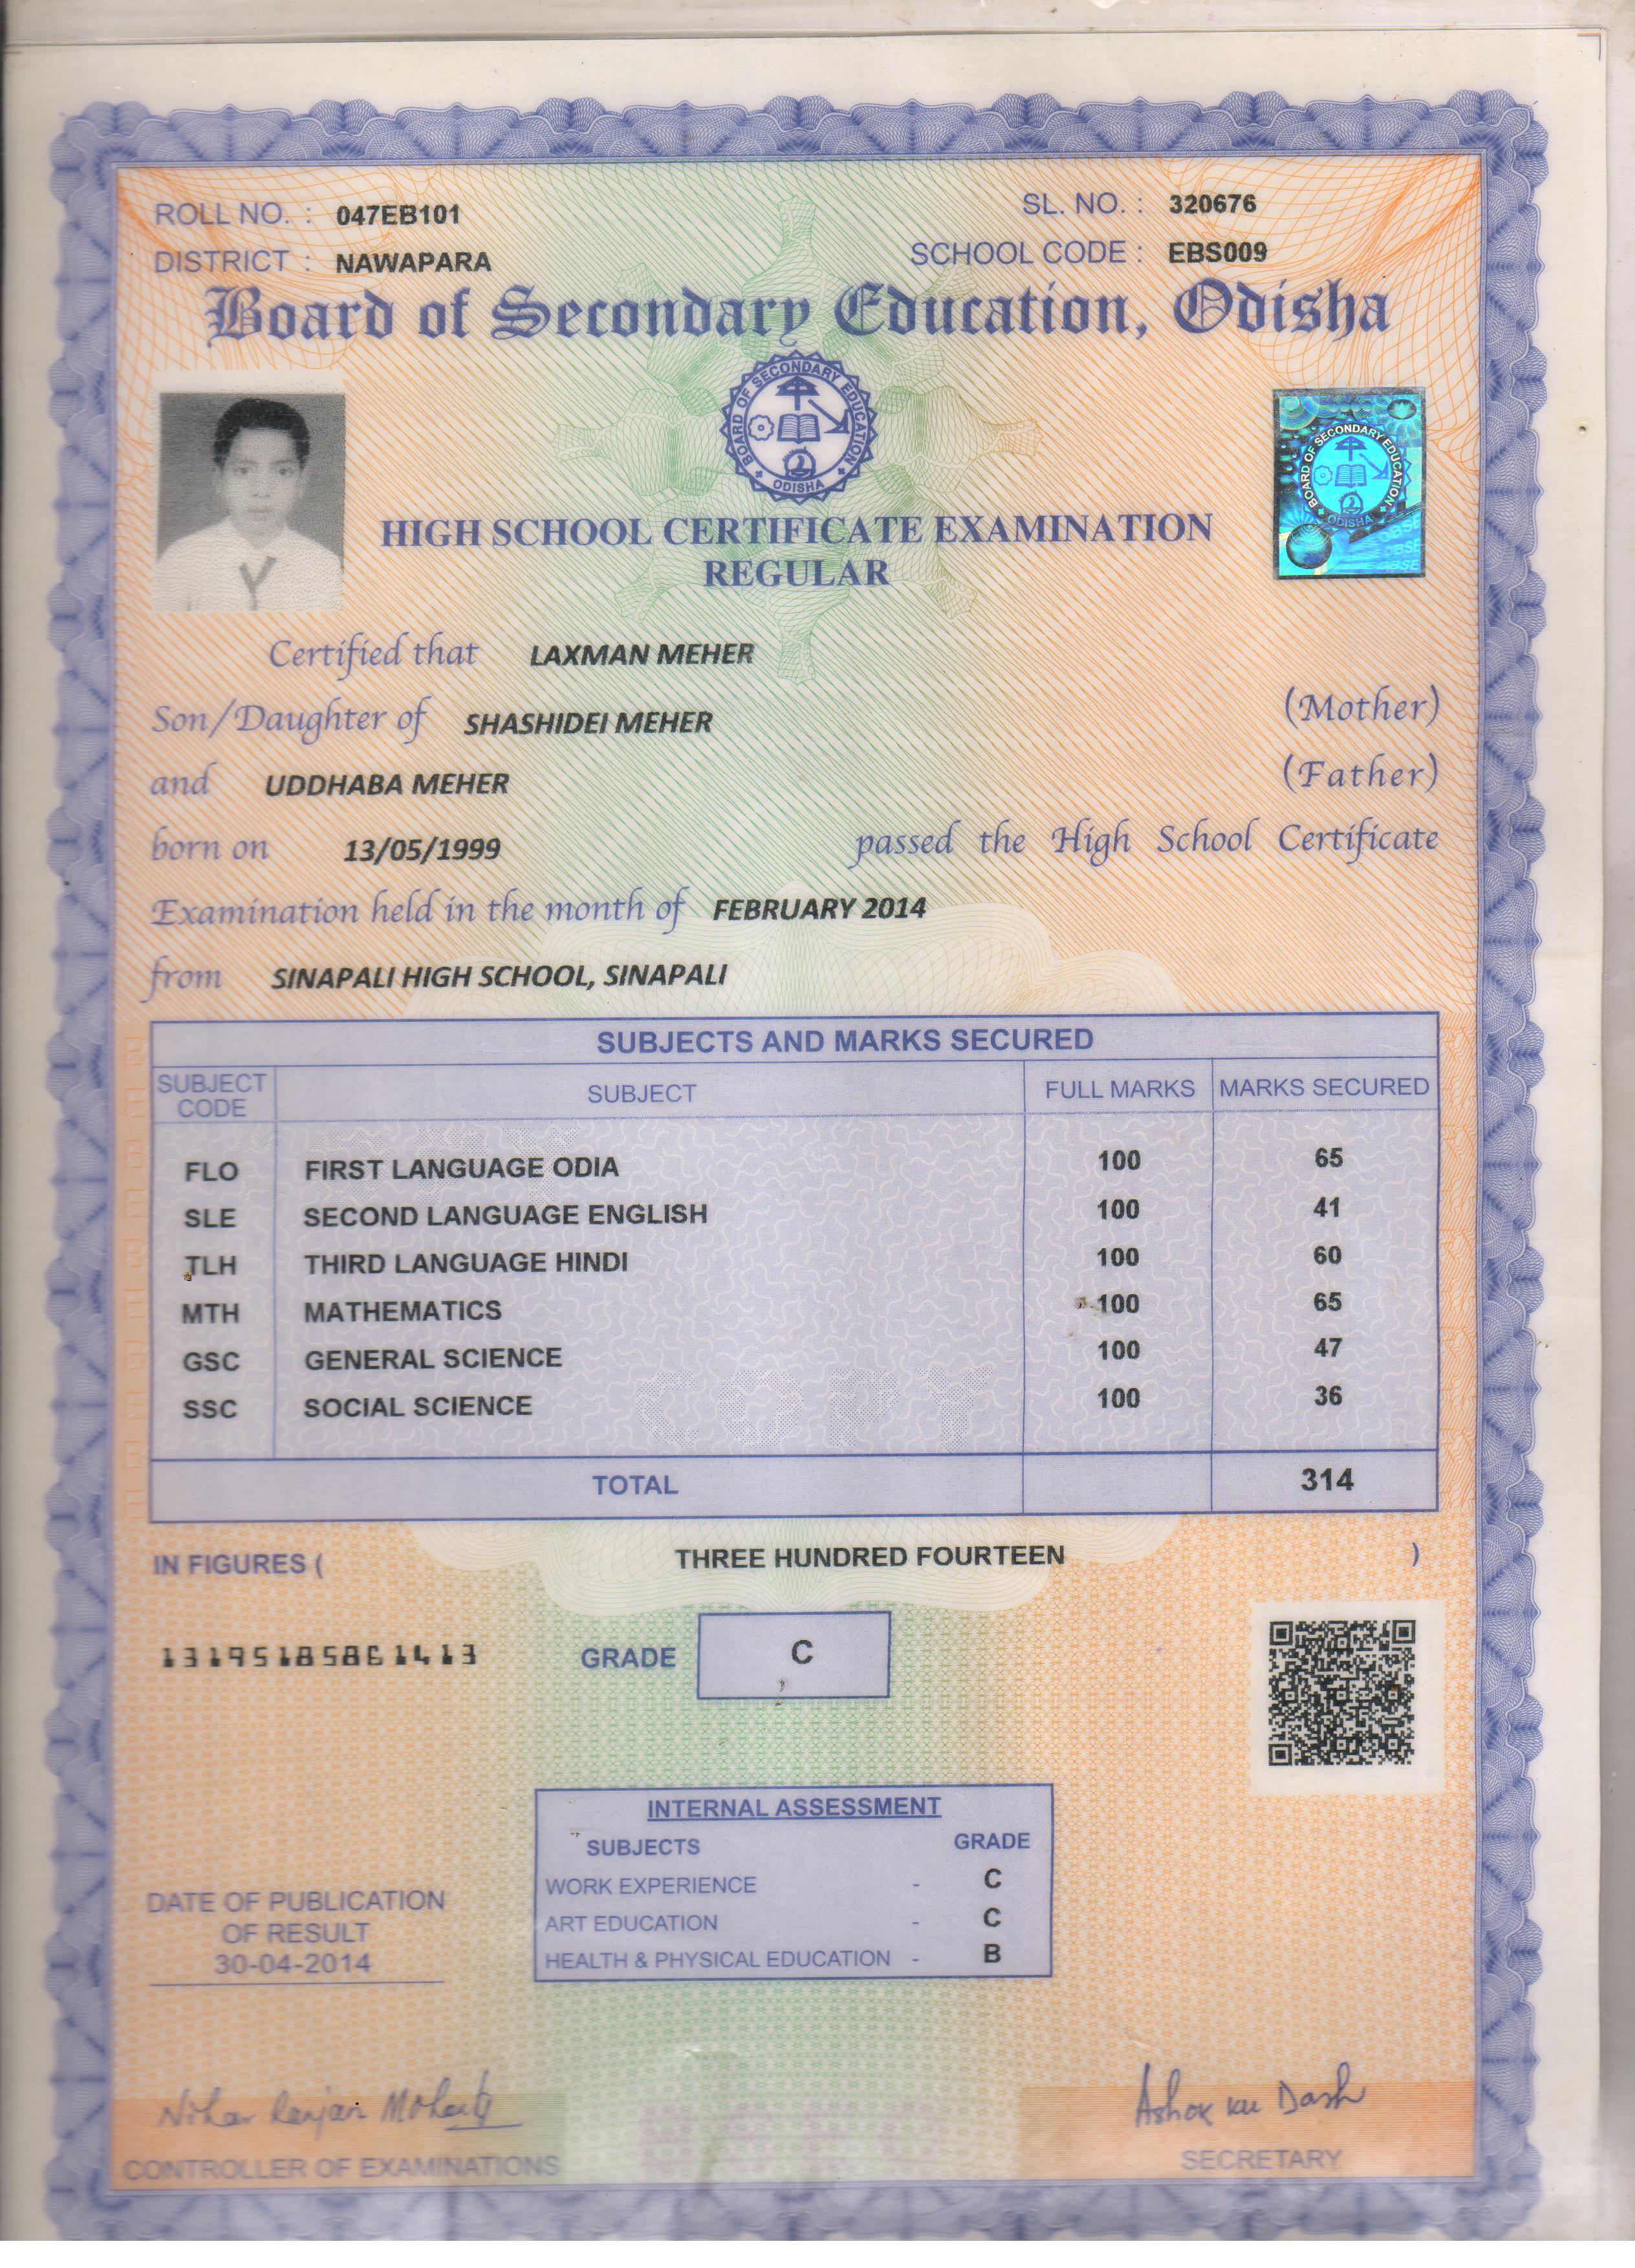 ROLL NO. : 047EB101 SL. NO. : 320676
DISTRICT : NAWAPARA SCHOOL CODE : EBS009
Board of Secondary Education, Odisha
BOARD OF SECONDARY EDUCATION
ODISHA
BOARD OF SECONDARY EDUCATION
ODISHA
HIGH SCHOOL CERTIFICATE EXAMINATION
REGULAR
Certified that LAXMAN MEHER
Son/Daughter of SHASHIDEI MEHER (Mother)
and UDDHABA MEHER (Father)
born on 13/05/1999 passed the High School Certificate
Examination held in the month of FEBRUARY 2014
from SINAPALI HIGH SCHOOL, SINAPALI
SUBJECTS AND MARKS SECURED
SUBJECT CODE SUBJECT FULL MARKS MARKS SECURED
FLO FIRST LANGUAGE ODIA 100 65
SLE SECOND LANGUAGE ENGLISH 100 41
TLH THIRD LANGUAGE HINDI 100 60
MTH MATHEMATICS 100 65
GSC GENERAL SCIENCE 100 47
SSC SOCIAL SCIENCE 100 36
COPY
TOTAL 314
IN FIGURES ( THREE HUNDRED FOURTEEN )
GRADE C
INTERNAL ASSESSMENT
SUBJECTS GRADE
WORK EXPERIENCE - C
ART EDUCATION - C
HEALTH & PHYSICAL EDUCATION - B
DATE OF PUBLICATION
OF RESULT
30-04-2014
Nihar Ranjan Mohanty Ashok Ku Dash
CONTROLLER OF EXAMINATIONS SECRETARY